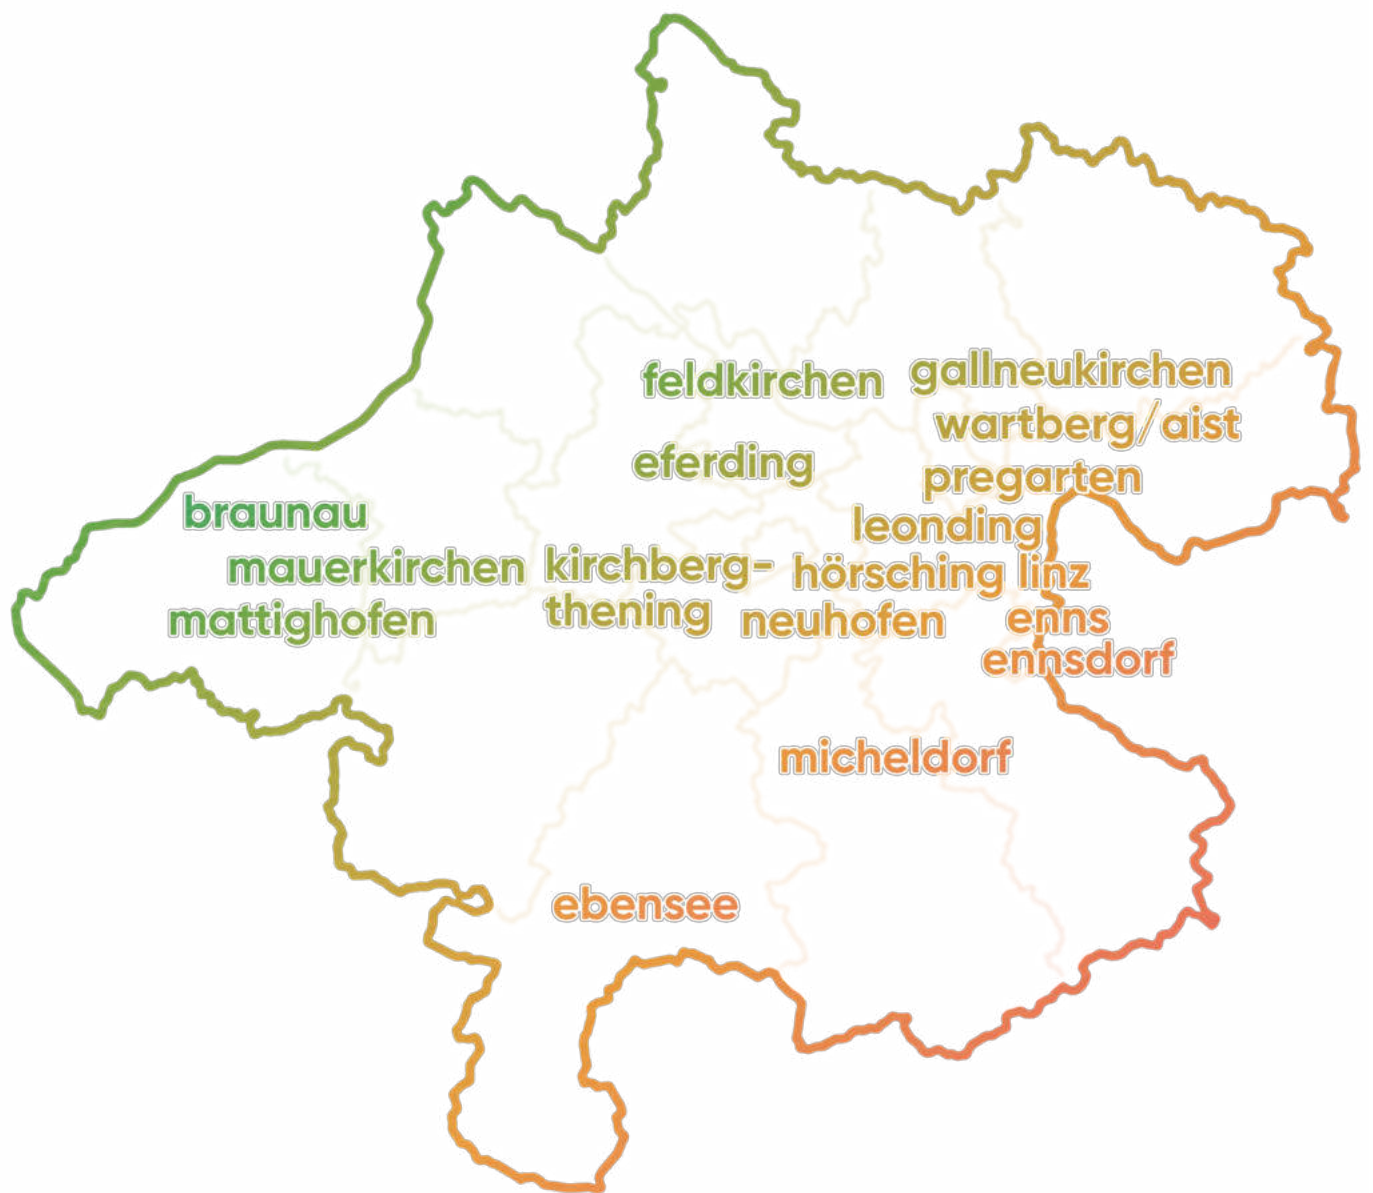 feldkirchen
gallneukirchen
wartberg/aist
eferding
pregarten
braunau
leonding
mauerkirchen
kirchberg-
thening
hörsching
linz
mattighofen
neuhofen
enns
ennsdorf
micheldorf
ebensee